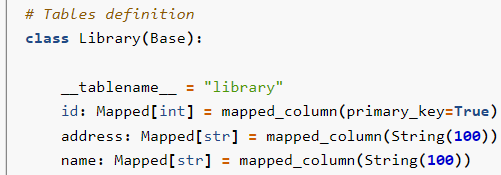 # Tables definition
class Library(Base):
__tablename__ = "library"
id: Mapped[int] = mapped_column(primary_key=True)
address: Mapped[str] = mapped_column(String(100))
name: Mapped[str] = mapped_column(String(100))